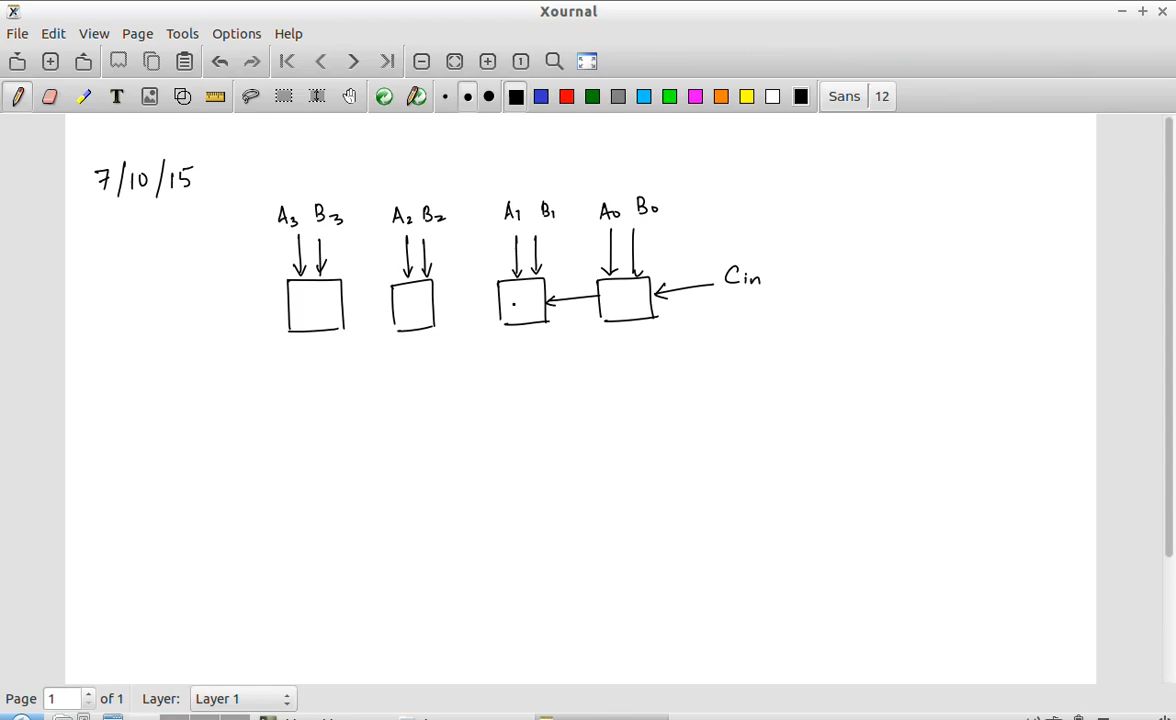 Xournal
File Edit View Page Tools Options Help
Sans 12
7/10/15
A3 B3 A2 B2 A1 B1 A0 B0
Cin
Page 1 of 1 Layer: Layer 1